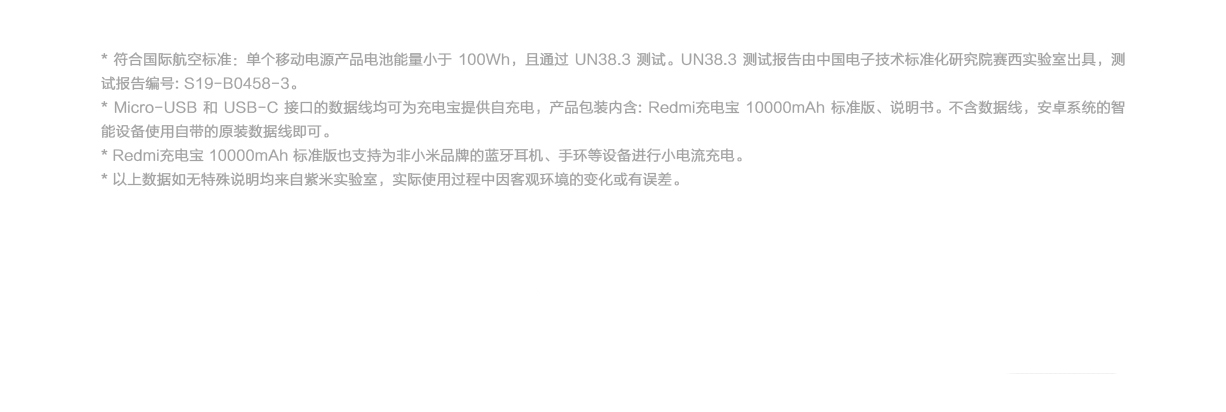 * 符合国际航空标准：单个移动电源产品电池能量小于 100Wh，且通过 UN38.3 测试。UN38.3 测试报告由中国电子技术标准化研究院赛西实验室出具，测
试报告编号: S19-B0458-3。
* Micro-USB 和 USB-C 接口的数据线均可为充电宝提供自充电，产品包装内含: Redmi充电宝 10000mAh 标准版、说明书。不含数据线，安卓系统的智
能设备使用自带的原装数据线即可。
* Redmi充电宝 10000mAh 标准版也支持为非小米品牌的蓝牙耳机、手环等设备进行小电流充电。
* 以上数据如无特殊说明均来自紫米实验室，实际使用过程中因客观环境的变化或有误差。